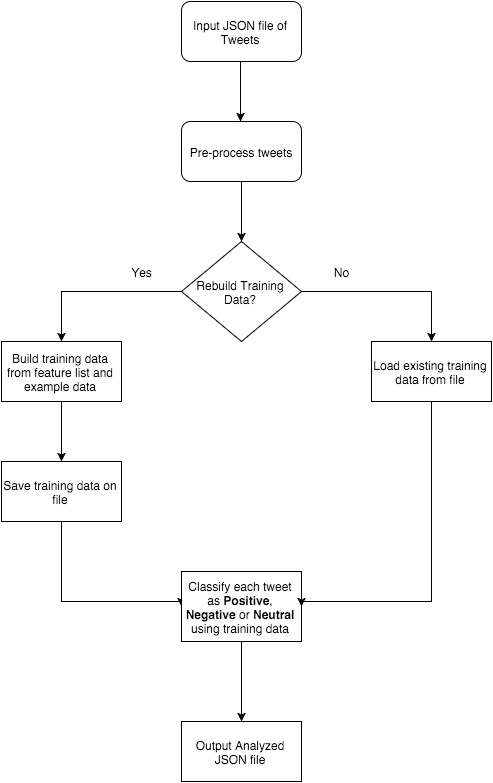 Input JSON file of
Tweets
Pre-process tweets
Yes
Rebuild Training
Data?
No
Build training data
from feature list and
example data
Load existing training
data from file
Save training data on
file
Classify each tweet
as Positive,
Negative or Neutral
using training data
Output Analyzed
JSON file